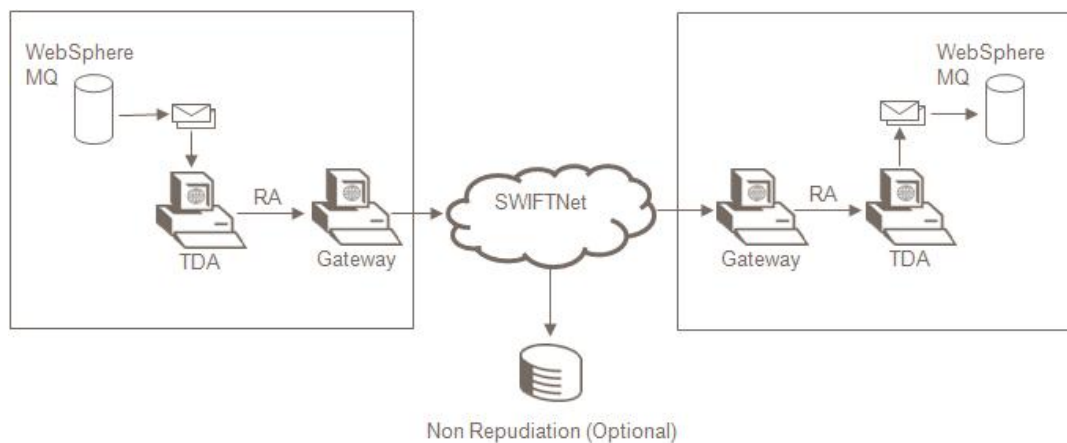 WebSphere
MQ
RA
TDA
Gateway
SWIFTNet
WebSphere
MQ
RA
Gateway
TDA
Non Repudiation (Optional)